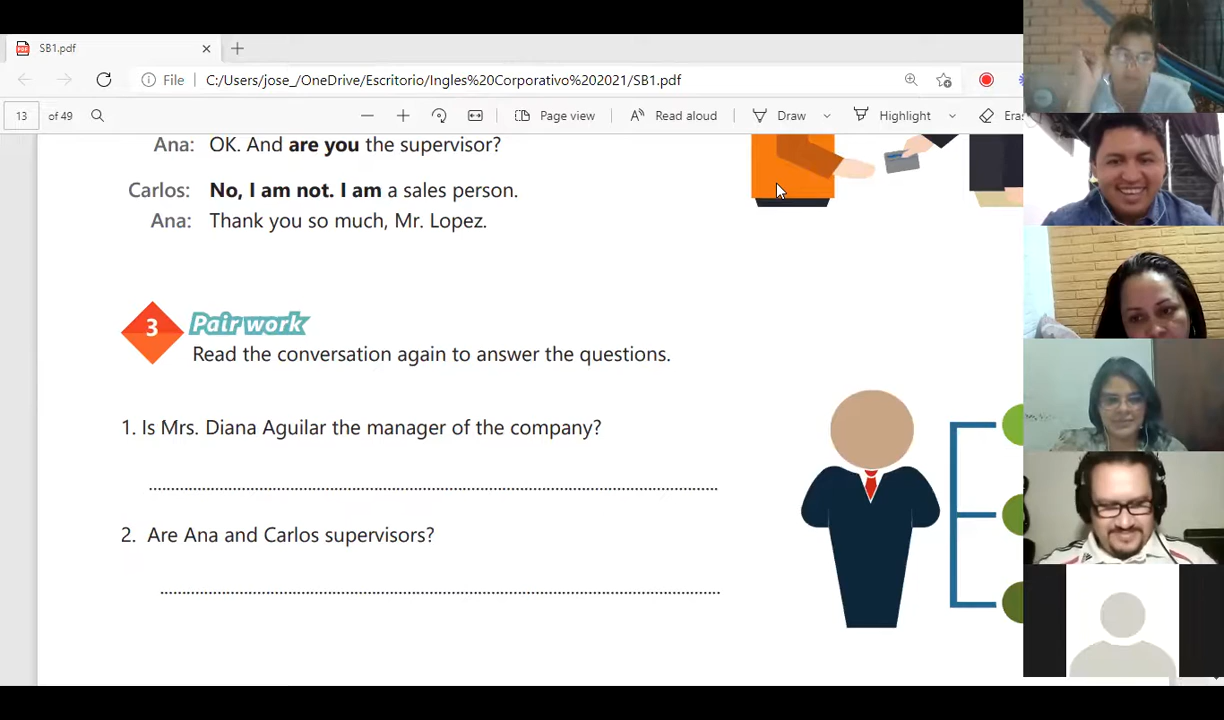 SB1.pdf
File C:/Users/jose_/OneDrive/Escritorio/Ingles%20Corporativo%202021/SB1.pdf
13 of 49 Page view Read aloud Draw Highlight Eras
Ana: OK. And are you the supervisor?
Carlos: No, I am not. I am a sales person.
Ana: Thank you so much, Mr. Lopez.
3 Pair work
Read the conversation again to answer the questions.
1. Is Mrs. Diana Aguilar the manager of the company?
2. Are Ana and Carlos supervisors?